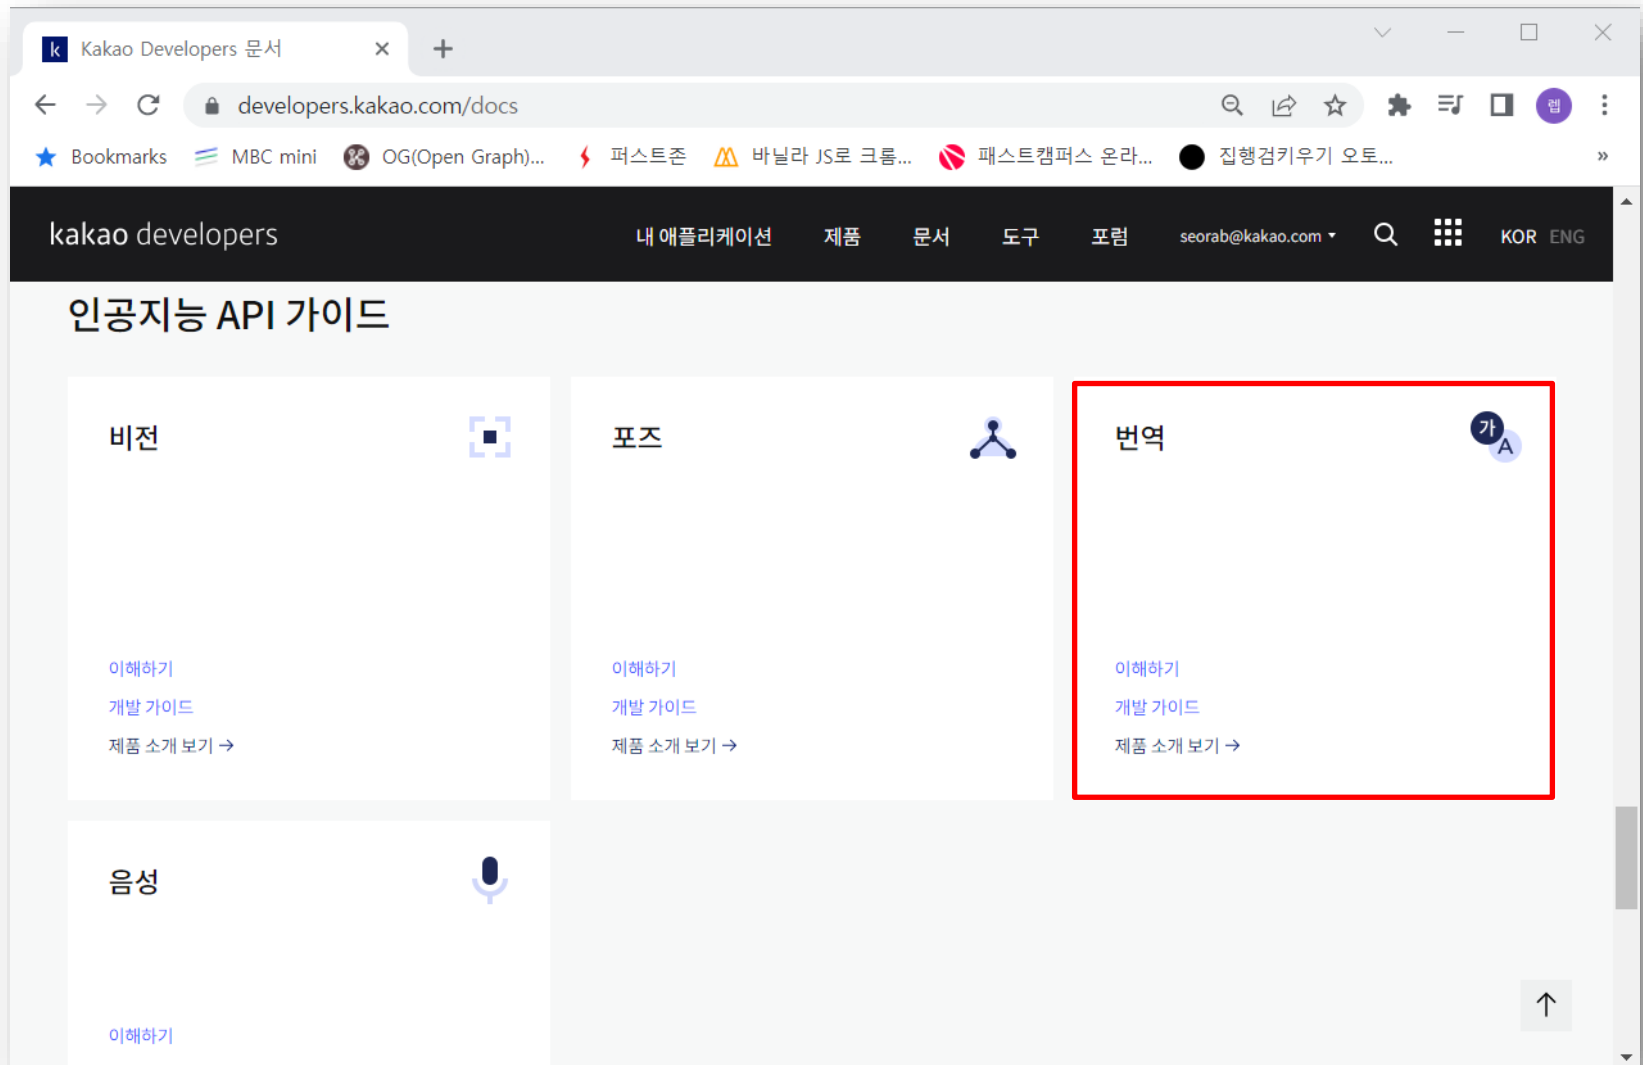 k Kakao Developers 문서
developers.kakao.com/docs 렙
Bookmarks MBC mini OG(Open Graph)... 퍼스트존 바닐라 JS로 크롬... 패스트캠퍼스 온라... 집행검키우기 오토... »
kakao developers 내 애플리케이션 제품 문서 도구 포럼 seorab@kakao.com KOR ENG
인공지능 API 가이드
비전 포즈 번역 가 A
이해하기 이해하기 이해하기
개발 가이드 개발 가이드 개발 가이드
제품 소개 보기 → 제품 소개 보기 → 제품 소개 보기 →
음성
이해하기